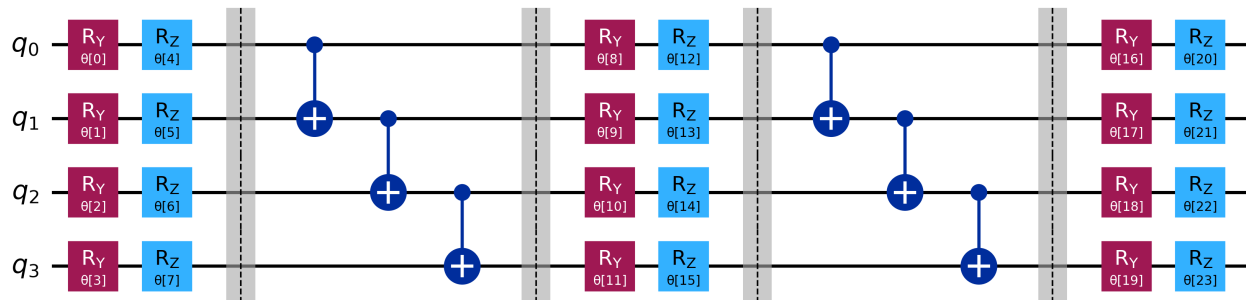 q0 RY θ[0] RZ θ[4] RY θ[8] RZ θ[12] RY θ[16] RZ θ[20]
q1 RY θ[1] RZ θ[5] RY θ[9] RZ θ[13] RY θ[17] RZ θ[21]
q2 RY θ[2] RZ θ[6] RY θ[10] RZ θ[14] RY θ[18] RZ θ[22]
q3 RY θ[3] RZ θ[7] RY θ[11] RZ θ[15] RY θ[19] RZ θ[23]